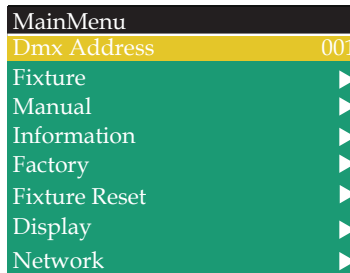 MainMenu
Dmx Address 001
Fixture
Manual
Information
Factory
Fixture Reset
Display
Network